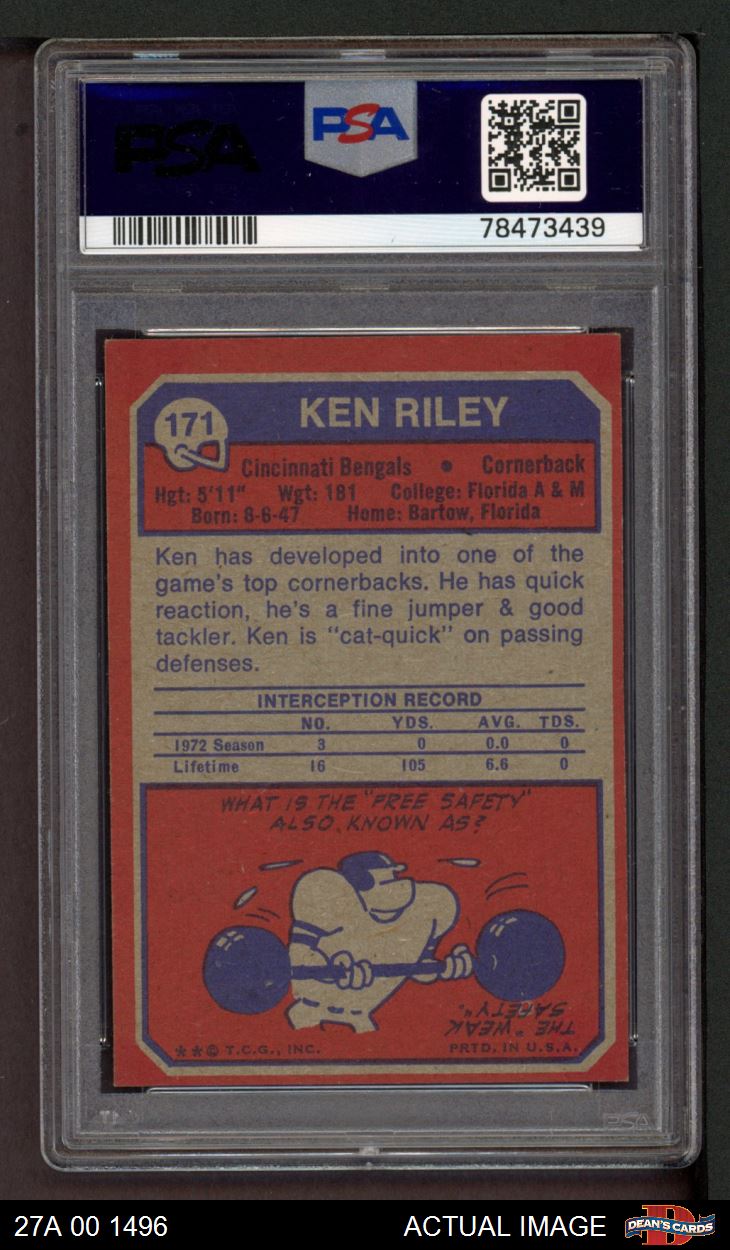 PSA
PSA
78473439
171
KEN RILEY
Cincinnati Bengals • Cornerback
Hgt: 5'11" Wgt: 181 College: Florida A & M
Born: 8-6-47 Home: Bartow, Florida
Ken has developed into one of the
game's top cornerbacks. He has quick
reaction, he's a fine jumper & good
tackler. Ken is "cat-quick" on passing
defenses.
INTERCEPTION RECORD
NO. YDS. AVG. TDS.
1972 Season 3 0 0.0 0
Lifetime 16 105 6.6 0
WHAT IS THE "FREE SAFETY"
ALSO KNOWN AS?
THE "WEAK
SAFETY".
**© T.C.G., INC. PRTD. IN U.S.A.
PSA
27A 00 1496 ACTUAL IMAGE DEAN'S CARDS